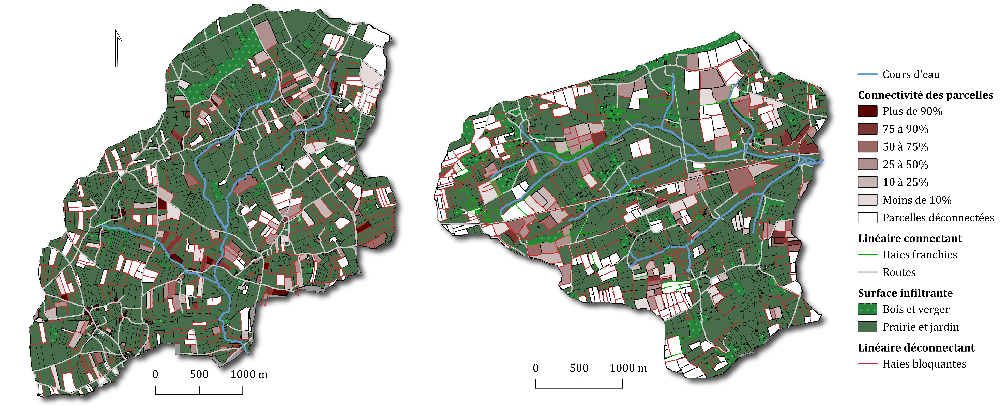 Cours d'eau
Connectivité des parcelles
Plus de 90%
75 à 90%
50 à 75%
25 à 50%
10 à 25%
Moins de 10%
Parcelles déconnectées
Linéaire connectant
Haies franchies
Routes
Surface infiltrante
Bois et verger
Prairie et jardin
Linéaire déconnectant
Haies bloquantes
0 500 1000 m
0 500 1000 m